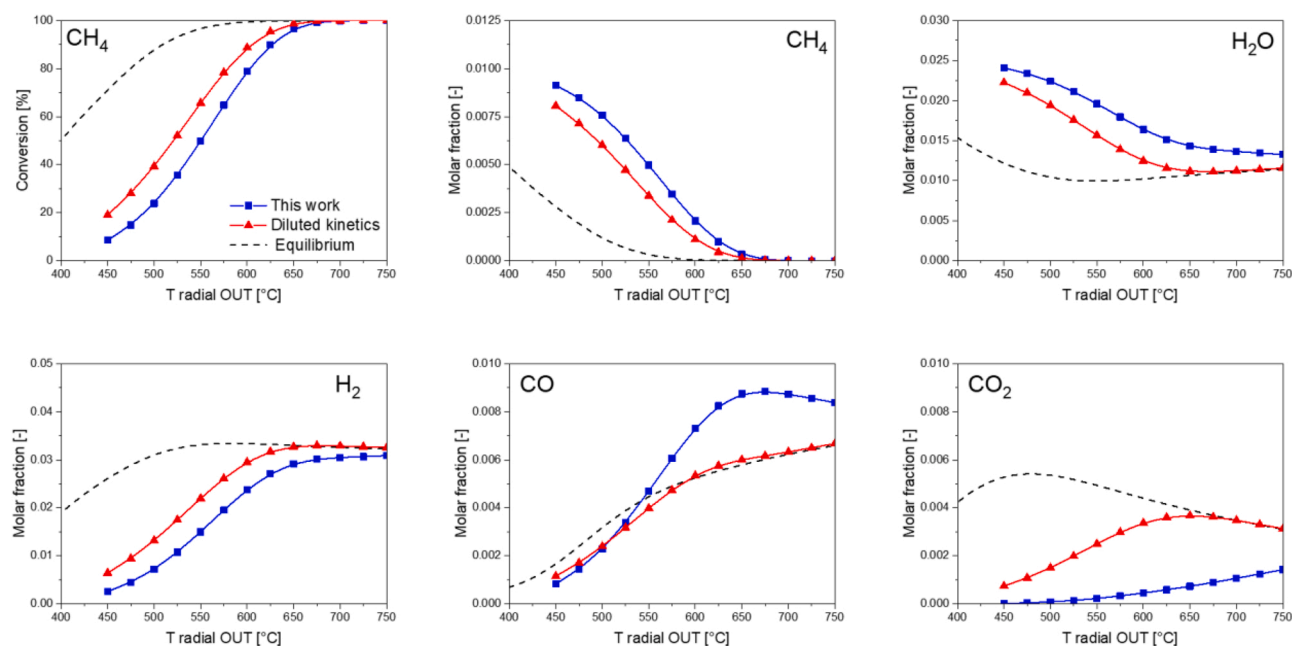 CH4
Conversion [%]
100
80
60
40
20
0
This work
Diluted kinetics
Equilibrium
400 450 500 550 600 650 700 750
T radial OUT [°C]
CH4
Molar fraction [-]
0.0125
0.0100
0.0075
0.0050
0.0025
0.0000
400 450 500 550 600 650 700 750
T radial OUT [°C]
H2O
Molar fraction [-]
0.030
0.025
0.020
0.015
0.010
0.005
0.000
400 450 500 550 600 650 700 750
T radial OUT [°C]
H2
Molar fraction [-]
0.05
0.04
0.03
0.02
0.01
0.00
400 450 500 550 600 650 700 750
T radial OUT [°C]
CO
Molar fraction [-]
0.010
0.008
0.006
0.004
0.002
0.000
400 450 500 550 600 650 700 750
T radial OUT [°C]
CO2
Molar fraction [-]
0.010
0.008
0.006
0.004
0.002
0.000
400 450 500 550 600 650 700 750
T radial OUT [°C]